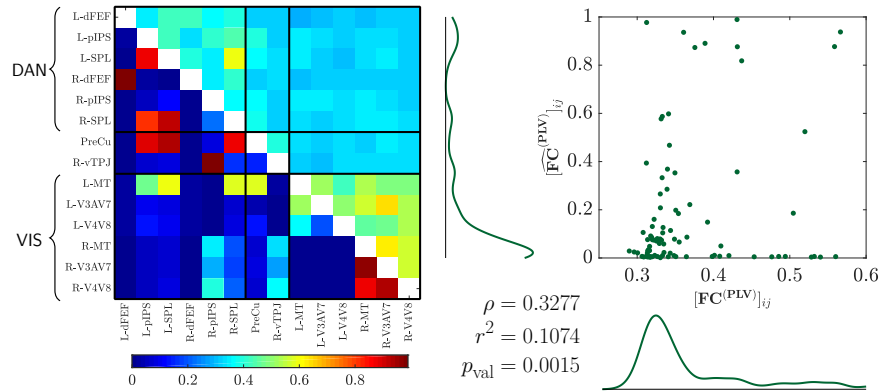 DAN
VIS
L-dFEF
L-pIPS
L-SPL
R-dFEF
R-pIPS
R-SPL
PreCu
R-vTPJ
L-MT
L-V3AV7
L-V4V8
R-MT
R-V3AV7
R-V4V8
L-dFEF
L-pIPS
L-SPL
R-dFEF
R-pIPS
R-SPL
PreCu
R-vTPJ
L-MT
L-V3AV7
L-V4V8
R-MT
R-V3AV7
R-V4V8
0 0.2 0.4 0.6 0.8
1
0.8
0.6
0.4
0.2
0
[F̂C^(PLV)]_ij
0.3 0.4 0.5 0.6
[FC^(PLV)]_ij
ρ = 0.3277
r² = 0.1074
p_val = 0.0015